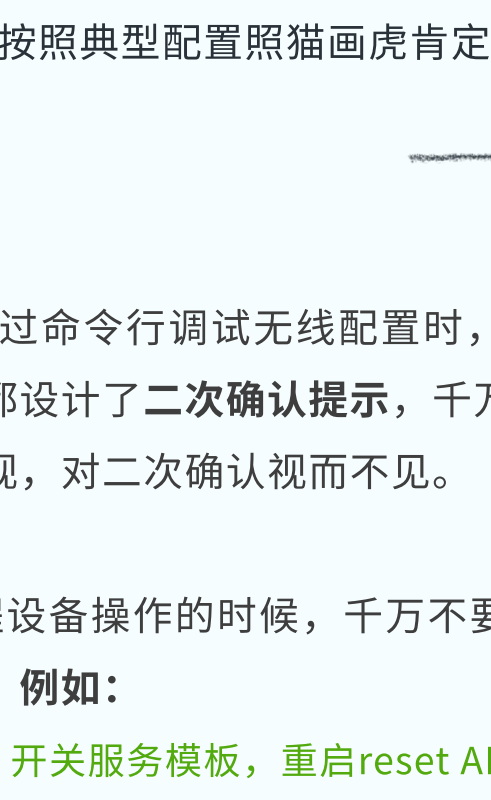 按照典型配置照猫画虎肯定
过命令行调试无线配置时，
都设计了二次确认提示，千万
视，对二次确认视而不见。
程设备操作的时候，千万不要
例如：
开关服务模板，重启reset A